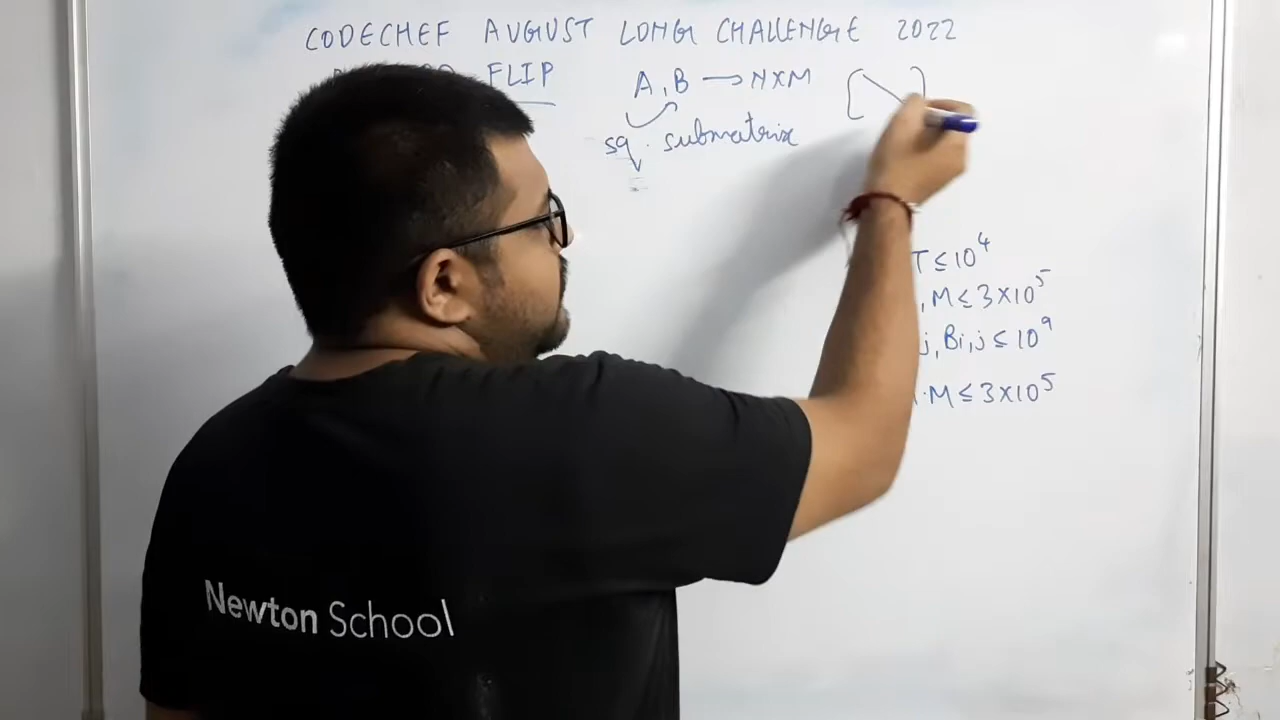 CODECHEF AUGUST LONG CHALLENGE 2022
FLIP
A, B → N×M
sq. submatrix
T ≤ 10^4
, M ≤ 3×10^5
j, Bi,j ≤ 10^9
·M ≤ 3×10^5
Newton School